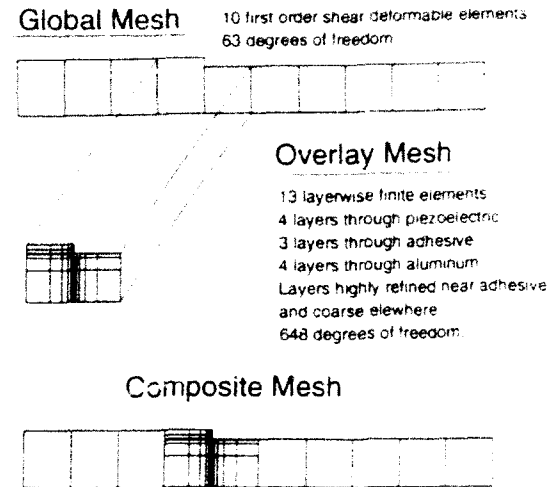 Global Mesh
10 first order shear deformable elements
63 degrees of freedom
Overlay Mesh
13 layerwise finite elements
4 layers through piezoelectric
3 layers through adhesive
4 layers through aluminum
Layers highly refined near adhesive
and coarse elewhere
648 degrees of freedom.
Composite Mesh